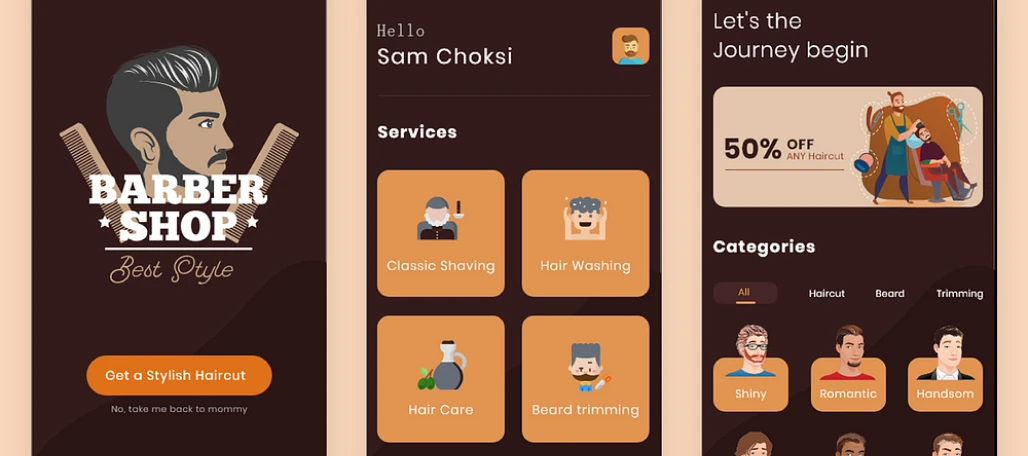 BARBER
SHOP
Best Style
Get a Stylish Haircut
No, take me back to mommy
Hello
Sam Choksi
Services
Classic Shaving
Hair Washing
Hair Care
Beard trimming
Let's the
Journey begin
50% OFF
ANY Haircut
Categories
All Haircut Beard Trimming
Shiny Romantic Handsom